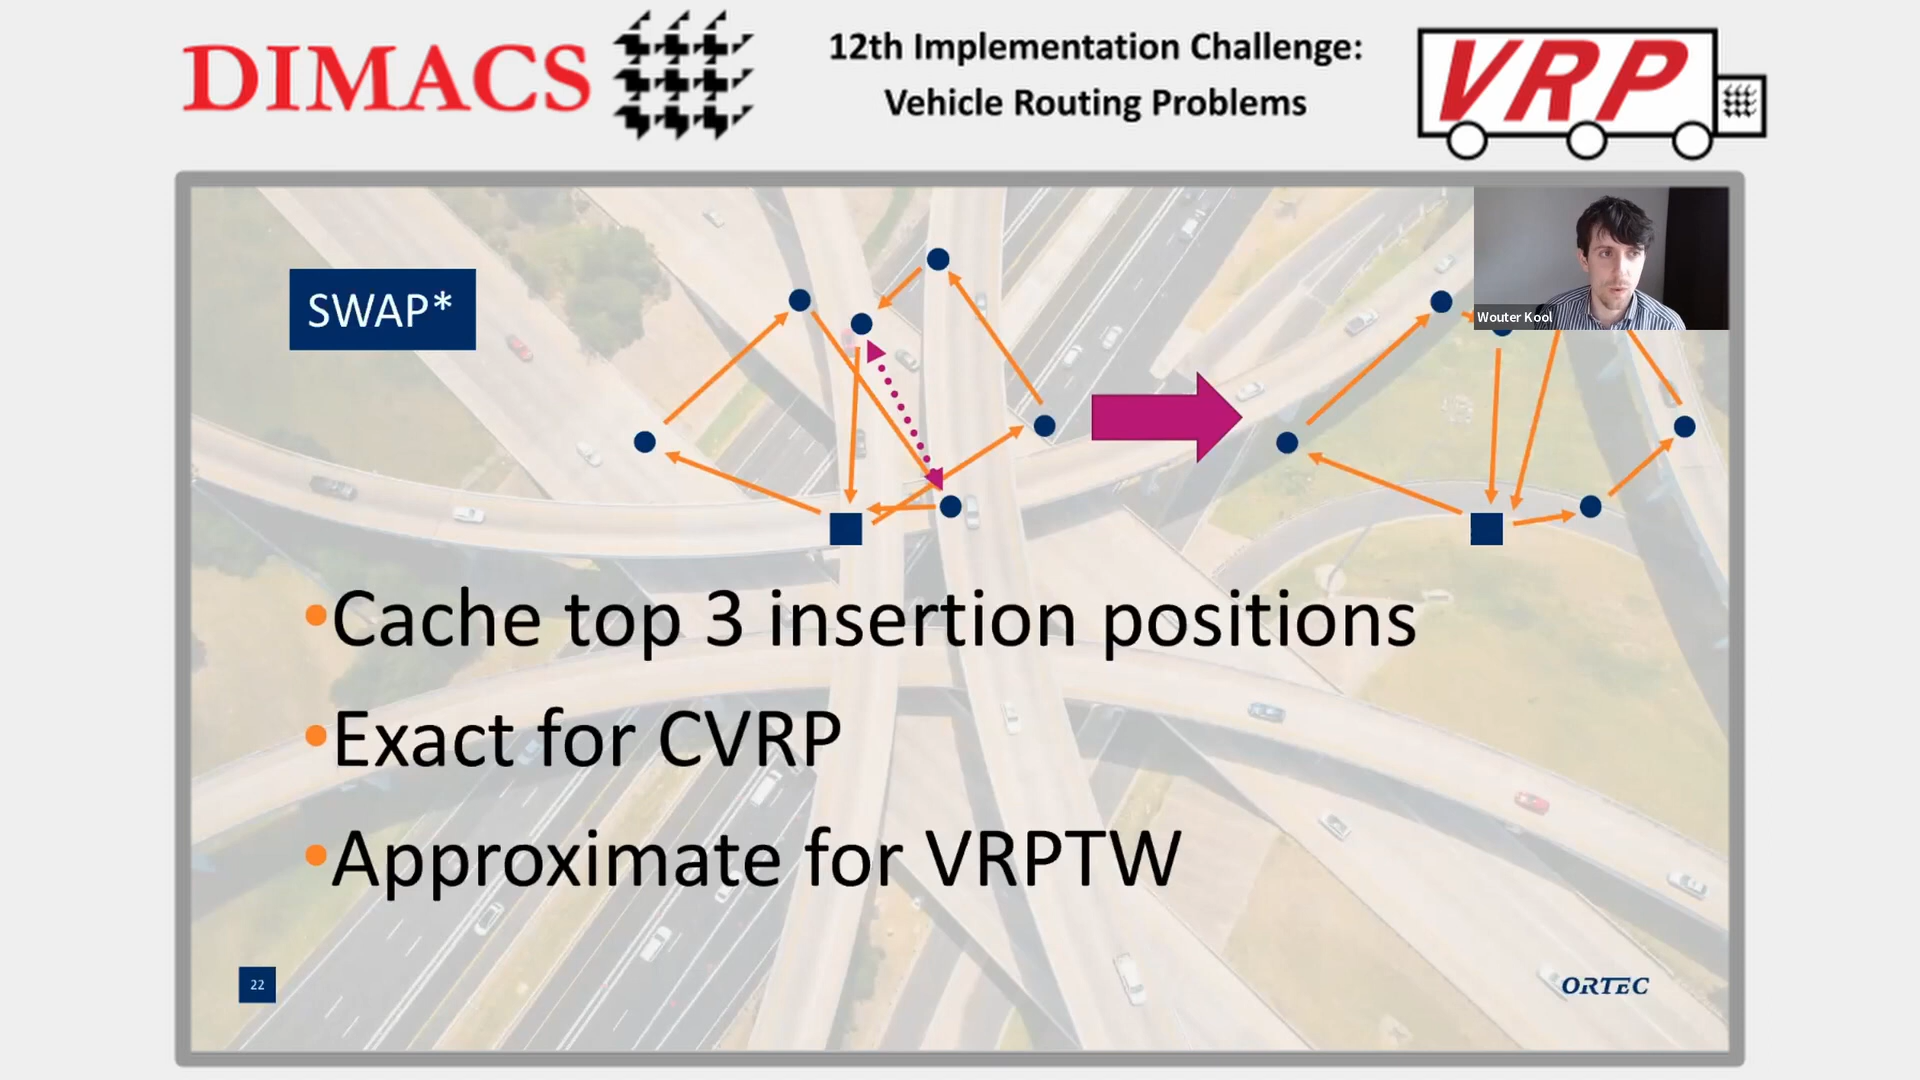 DIMACS
12th Implementation Challenge:
Vehicle Routing Problems
VRP
SWAP*
Wouter Kool
•Cache top 3 insertion positions
•Exact for CVRP
•Approximate for VRPTW
22
ORTEC